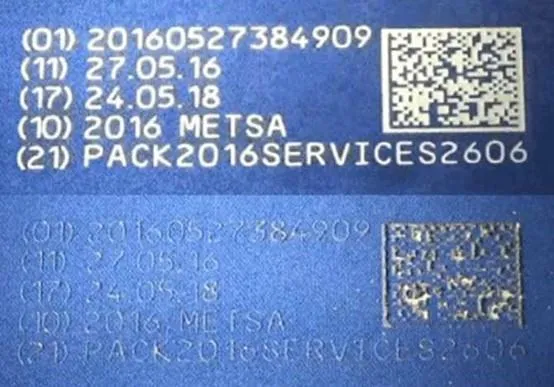 (01) 20160527384909
(11) 27.05.16
(17) 24.05.18
(10) 2016 METSA
(21) PACK2016SERVICES2606
(01) 20160527384909
(11) 27.05.16
(17) 24.05.18
(10) 2016 METSA
(21) PACK2016SERVICES2606